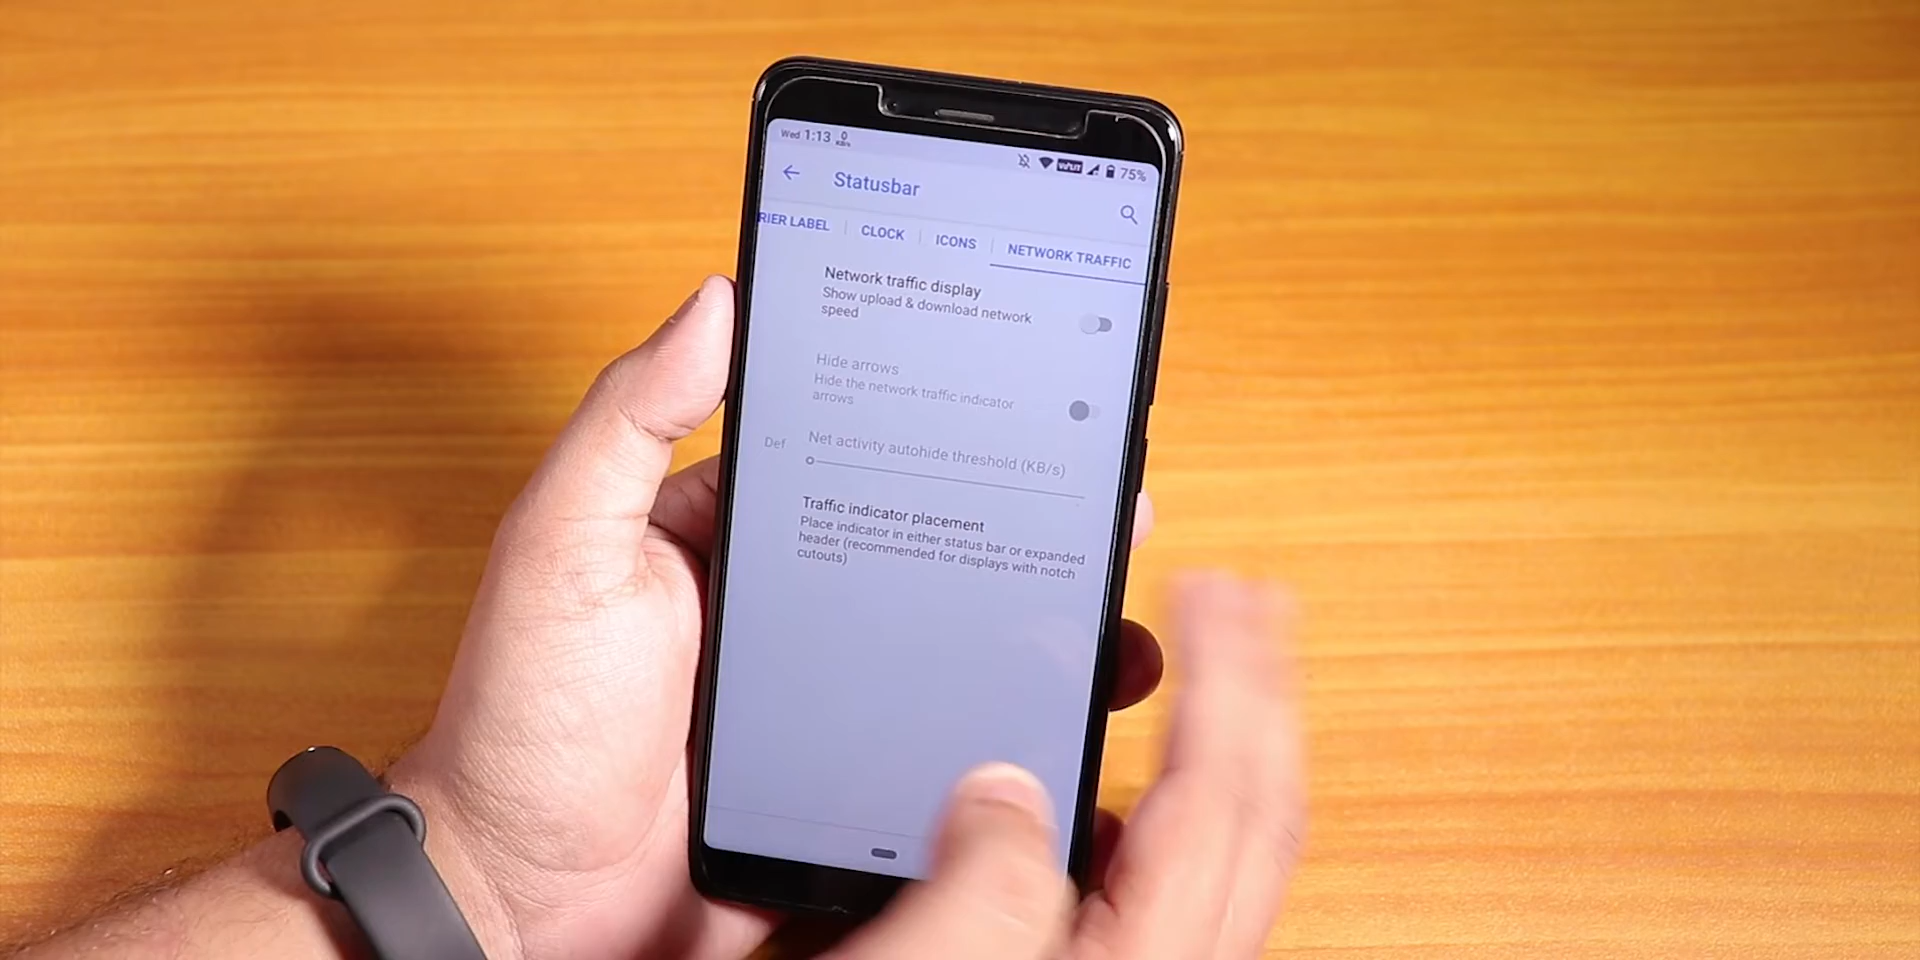 Wed 1:13 0 KB/s
75%
Statusbar
RIER LABEL CLOCK ICONS NETWORK TRAFFIC
Network traffic display
Show upload & download network
speed
Hide arrows
Hide the network traffic indicator
arrows
Def Net activity autohide threshold (KB/s)
Traffic indicator placement
Place indicator in either status bar or expanded
header (recommended for displays with notch
cutouts)